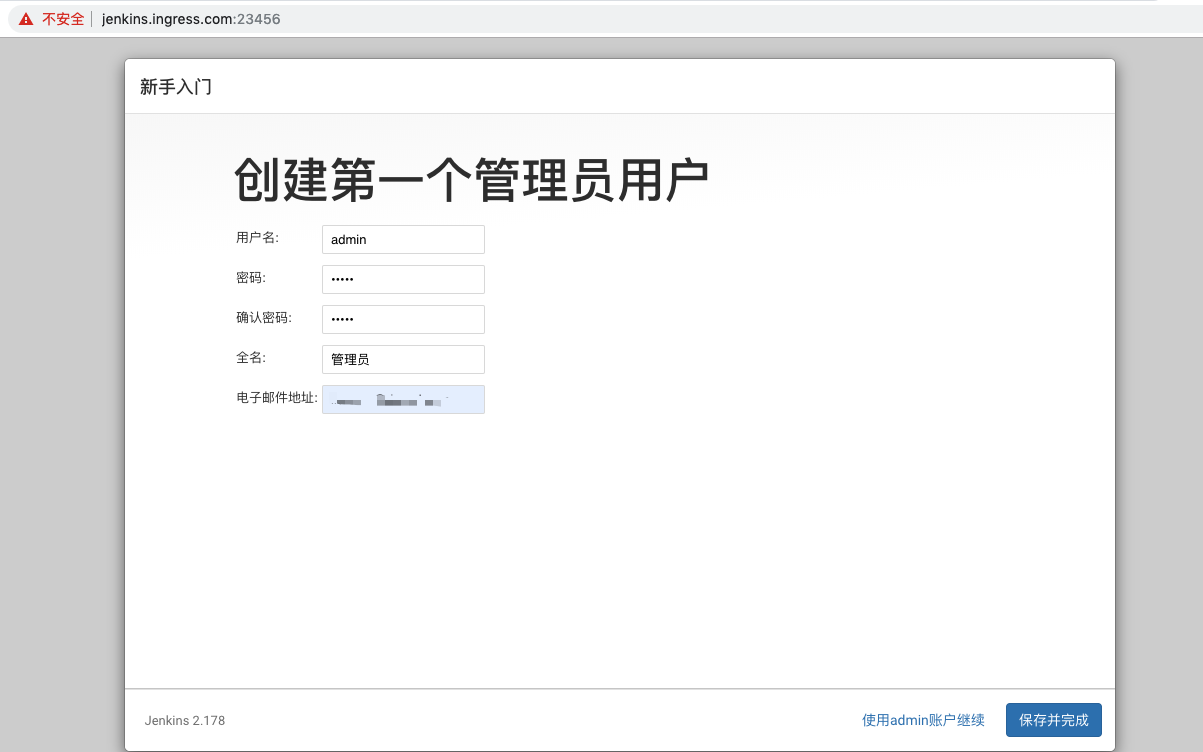 不安全 jenkins.ingress.com:23456
新手入门
创建第一个管理员用户
用户名: admin
密码: •••••
确认密码: •••••
全名: 管理员
电子邮件地址:
Jenkins 2.178 使用admin账户继续 保存并完成